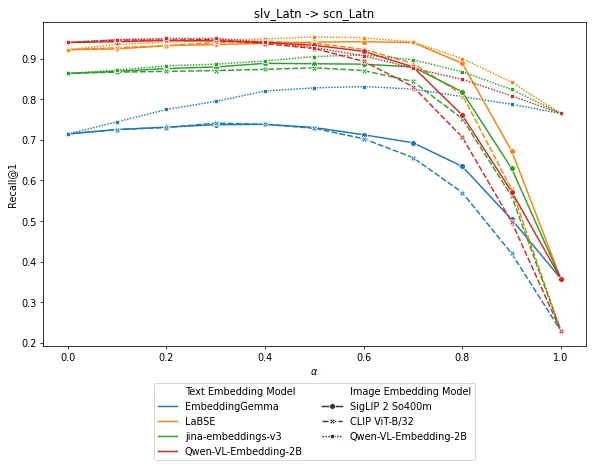 slv_Latn -> scn_Latn
Recall@1
0.9
0.8
0.7
0.6
0.5
0.4
0.3
0.2
0.0 0.2 0.4 0.6 0.8 1.0
α
Text Embedding Model
EmbeddingGemma
LaBSE
jina-embeddings-v3
Qwen-VL-Embedding-2B
Image Embedding Model
SigLIP 2 So400m
CLIP ViT-B/32
Qwen-VL-Embedding-2B